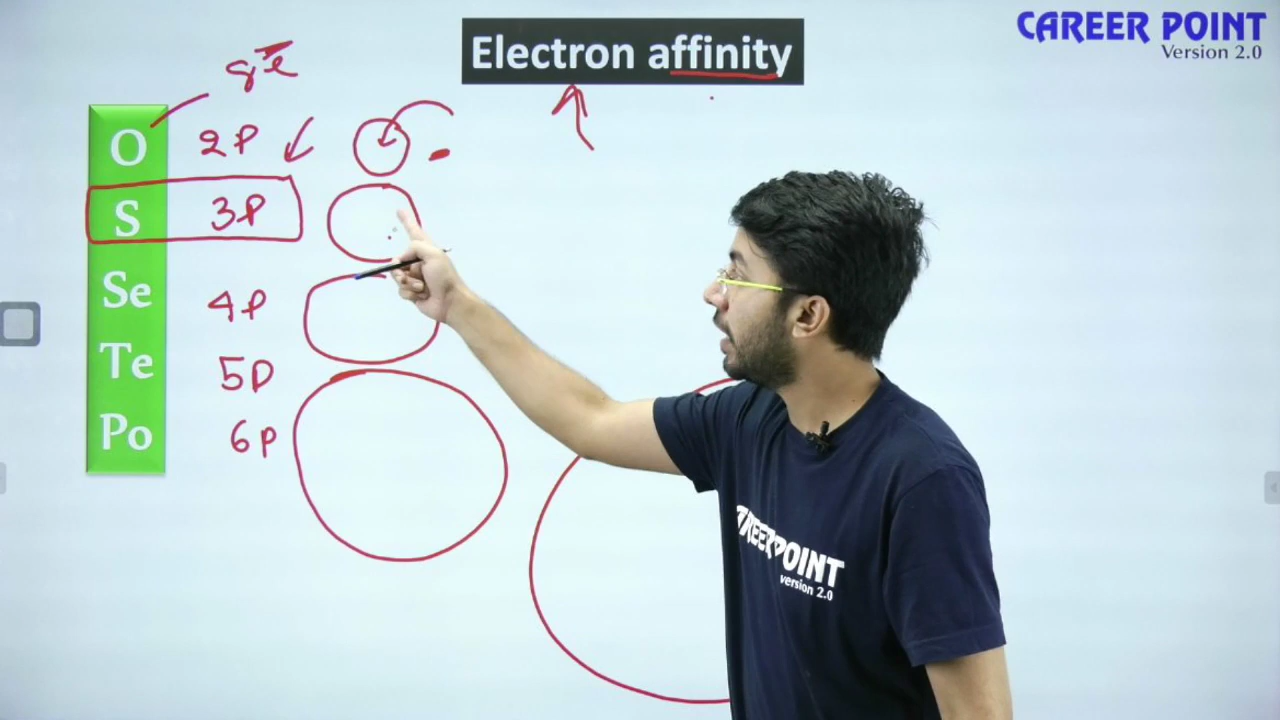 CAREER POINT
Version 2.0
Electron affinity
8e⁻
O 2P
S 3P
Se 4P
Te 5P
Po 6P
CAREER POINT
version 2.0